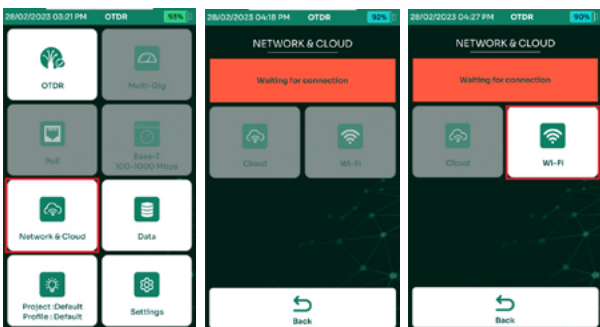 28/02/2023 03:21 PM OTDR 93%
OTDR
Multi-Gig
PoE
Base-T
100-1000 Mbps
Network & Cloud
Data
Project :Default
Profile : Default
Settings
28/02/2023 04:18 PM OTDR 92%
NETWORK & CLOUD
Waiting for connection
Cloud
Wi-Fi
Back
28/02/2023 04:27 PM OTDR 90%
NETWORK & CLOUD
Waiting for connection
Cloud
Wi-Fi
Back